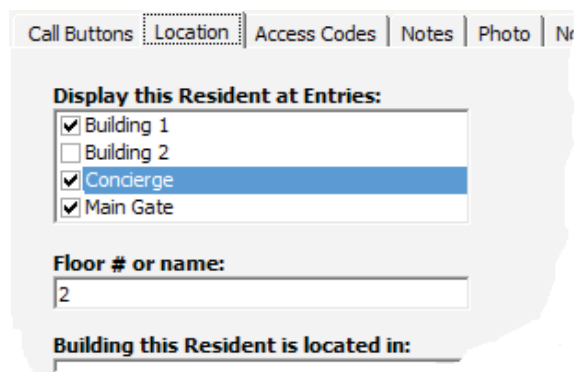 Call Buttons Location Access Codes Notes Photo
Display this Resident at Entries:
Building 1
Building 2
Concierge
Main Gate
Floor # or name:
2
Building this Resident is located in: